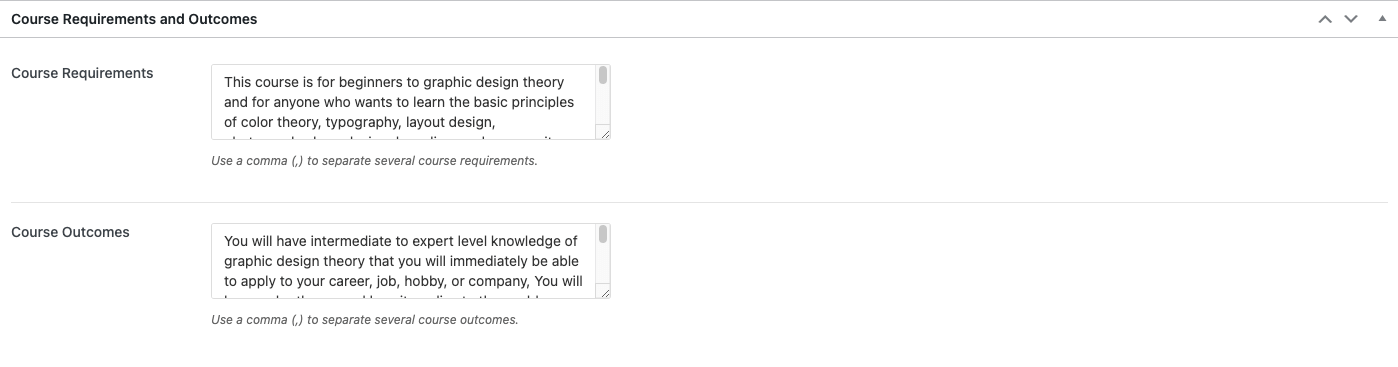 Course Requirements and Outcomes
Course Requirements
This course is for beginners to graphic design theory
and for anyone who wants to learn the basic principles
of color theory, typography, layout design,
Use a comma (,) to separate several course requirements.
Course Outcomes
You will have intermediate to expert level knowledge of
graphic design theory that you will immediately be able
to apply to your career, job, hobby, or company, You will
Use a comma (,) to separate several course outcomes.